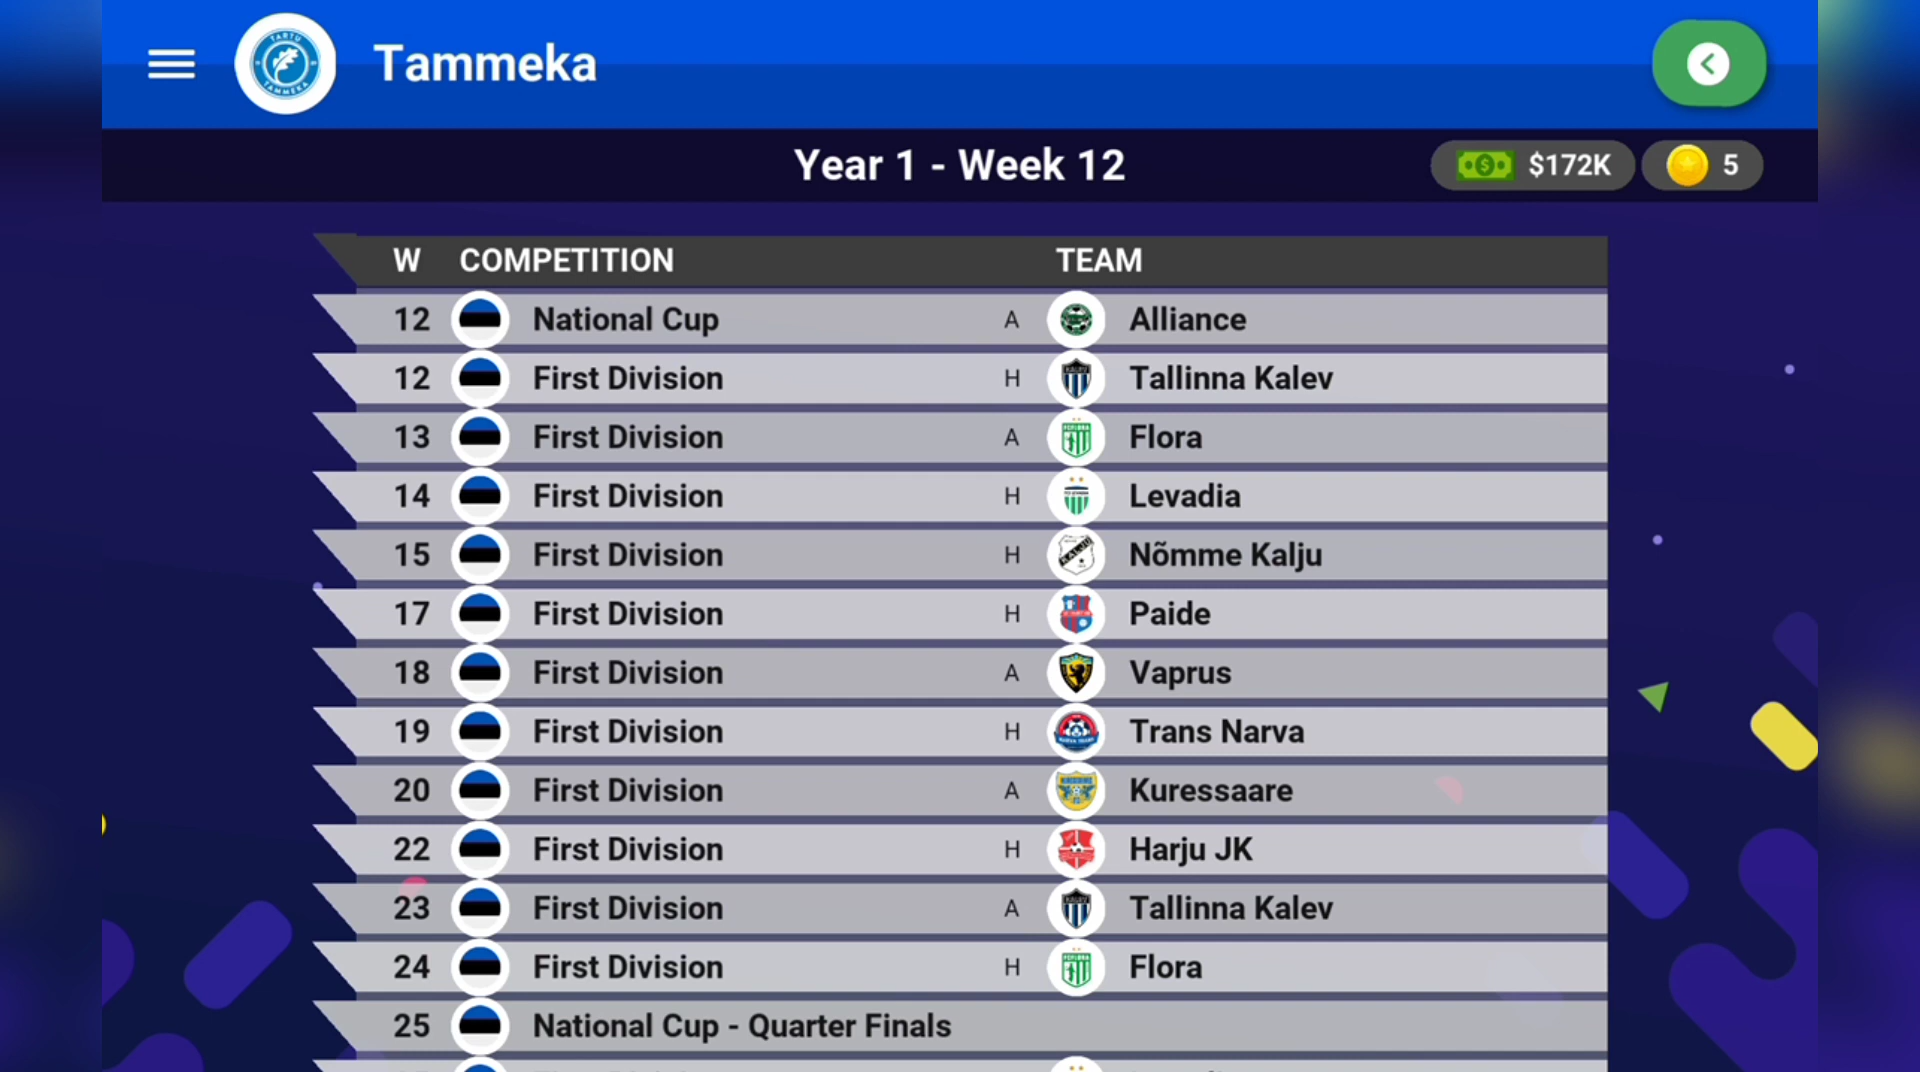 TARTU
TAMMEKA
Tammeka
Year 1 - Week 12
$172K
5
W COMPETITION TEAM
12 National Cup A Alliance
12 First Division H Tallinna Kalev
13 First Division A Flora
14 First Division H Levadia
15 First Division H Nõmme Kalju
17 First Division H Paide
18 First Division A Vaprus
19 First Division H Trans Narva
20 First Division A Kuressaare
22 First Division H Harju JK
23 First Division A Tallinna Kalev
24 First Division H Flora
25 National Cup - Quarter Finals